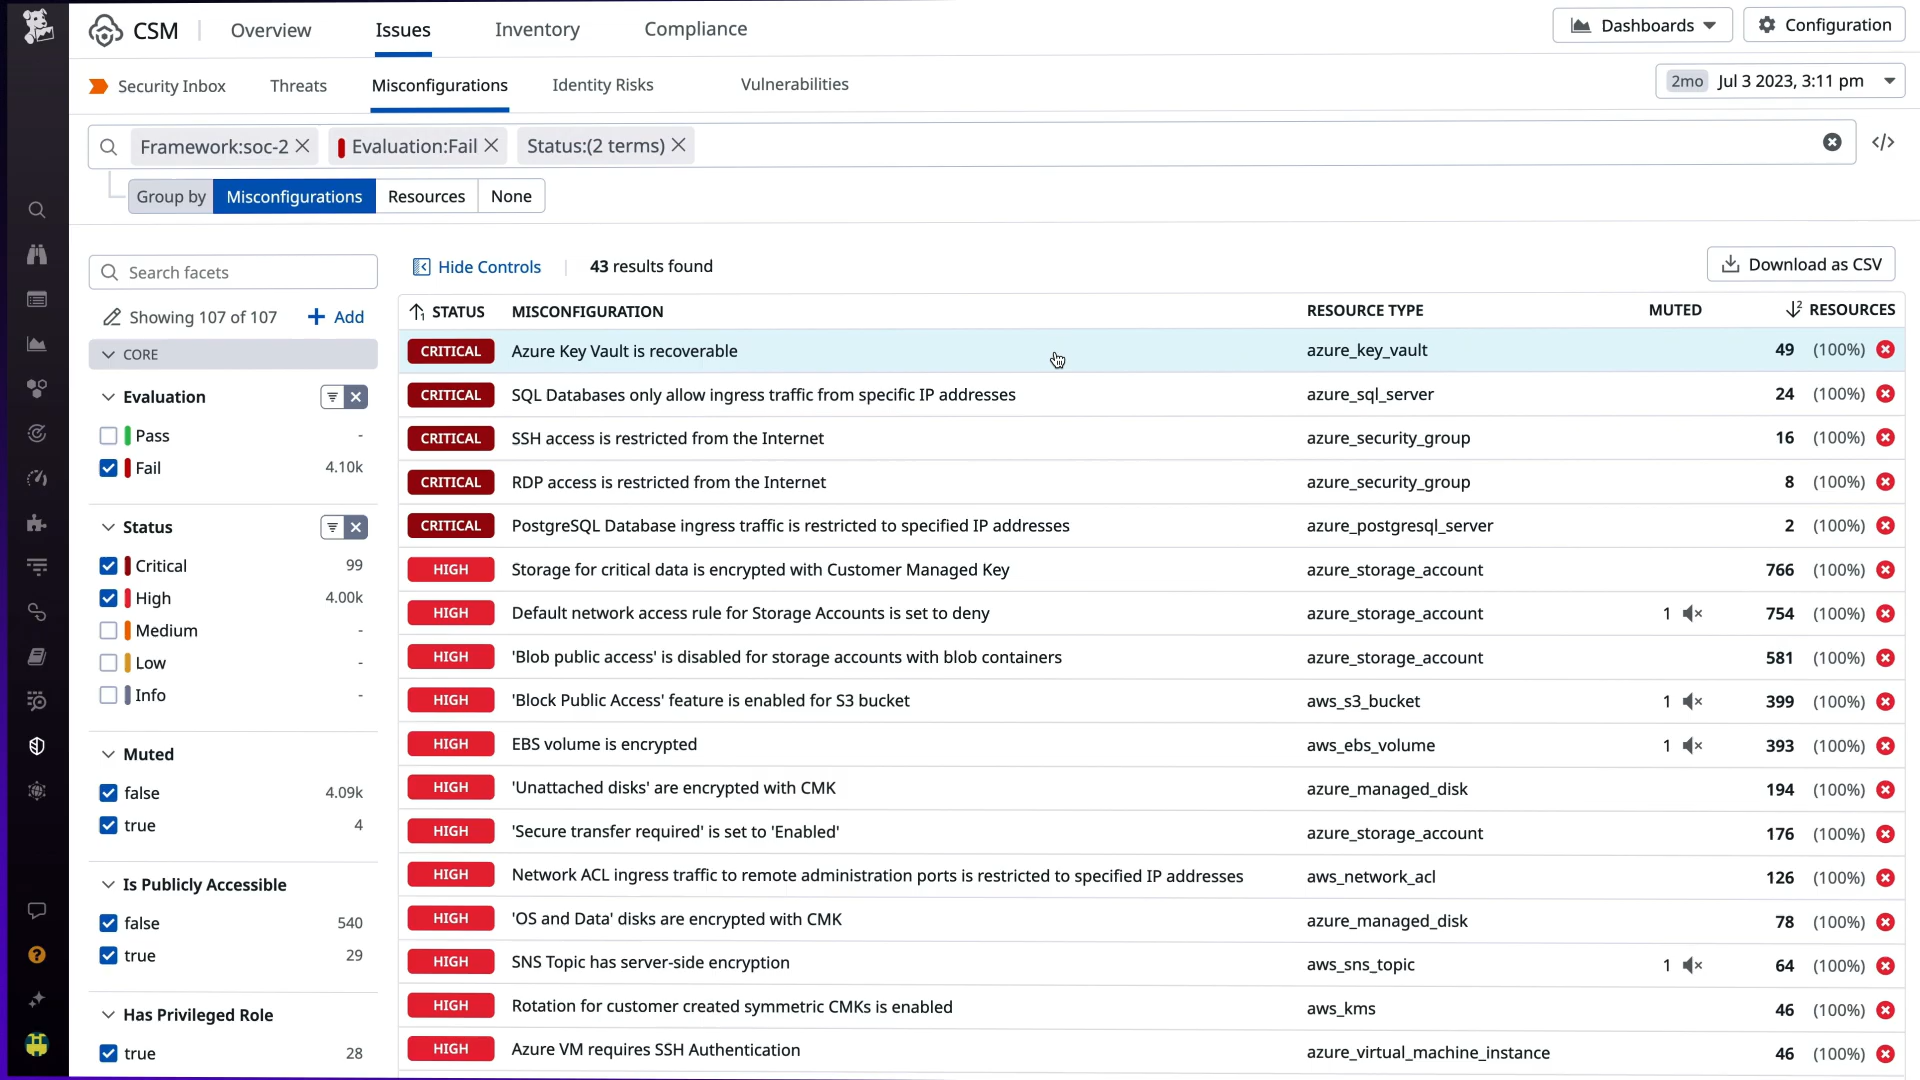 CSM
Overview
Issues
Inventory
Compliance
Dashboards
Configuration
Security Inbox
Threats
Misconfigurations
Identity Risks
Vulnerabilities
2mo Jul 3 2023, 3:11 pm
Framework:soc-2
Evaluation:Fail
Status:(2 terms)
</>
Group by Misconfigurations Resources None
Search facets
Hide Controls
43 results found
Download as CSV
Showing 107 of 107
Add
CORE
Evaluation
Pass -
Fail 4.10k
Status
Critical 99
High 4.00k
Medium -
Low -
Info -
Muted
false 4.09k
true 4
Is Publicly Accessible
false 540
true 29
Has Privileged Role
true 28
1 STATUS MISCONFIGURATION RESOURCE TYPE MUTED 2 RESOURCES
CRITICAL Azure Key Vault is recoverable azure_key_vault 49 (100%)
CRITICAL SQL Databases only allow ingress traffic from specific IP addresses azure_sql_server 24 (100%)
CRITICAL SSH access is restricted from the Internet azure_security_group 16 (100%)
CRITICAL RDP access is restricted from the Internet azure_security_group 8 (100%)
CRITICAL PostgreSQL Database ingress traffic is restricted to specified IP addresses azure_postgresql_server 2 (100%)
HIGH Storage for critical data is encrypted with Customer Managed Key azure_storage_account 766 (100%)
HIGH Default network access rule for Storage Accounts is set to deny azure_storage_account 1 754 (100%)
HIGH 'Blob public access' is disabled for storage accounts with blob containers azure_storage_account 581 (100%)
HIGH 'Block Public Access' feature is enabled for S3 bucket aws_s3_bucket 1 399 (100%)
HIGH EBS volume is encrypted aws_ebs_volume 1 393 (100%)
HIGH 'Unattached disks' are encrypted with CMK azure_managed_disk 194 (100%)
HIGH 'Secure transfer required' is set to 'Enabled' azure_storage_account 176 (100%)
HIGH Network ACL ingress traffic to remote administration ports is restricted to specified IP addresses aws_network_acl 126 (100%)
HIGH 'OS and Data' disks are encrypted with CMK azure_managed_disk 78 (100%)
HIGH SNS Topic has server-side encryption aws_sns_topic 1 64 (100%)
HIGH Rotation for customer created symmetric CMKs is enabled aws_kms 46 (100%)
HIGH Azure VM requires SSH Authentication azure_virtual_machine_instance 46 (100%)